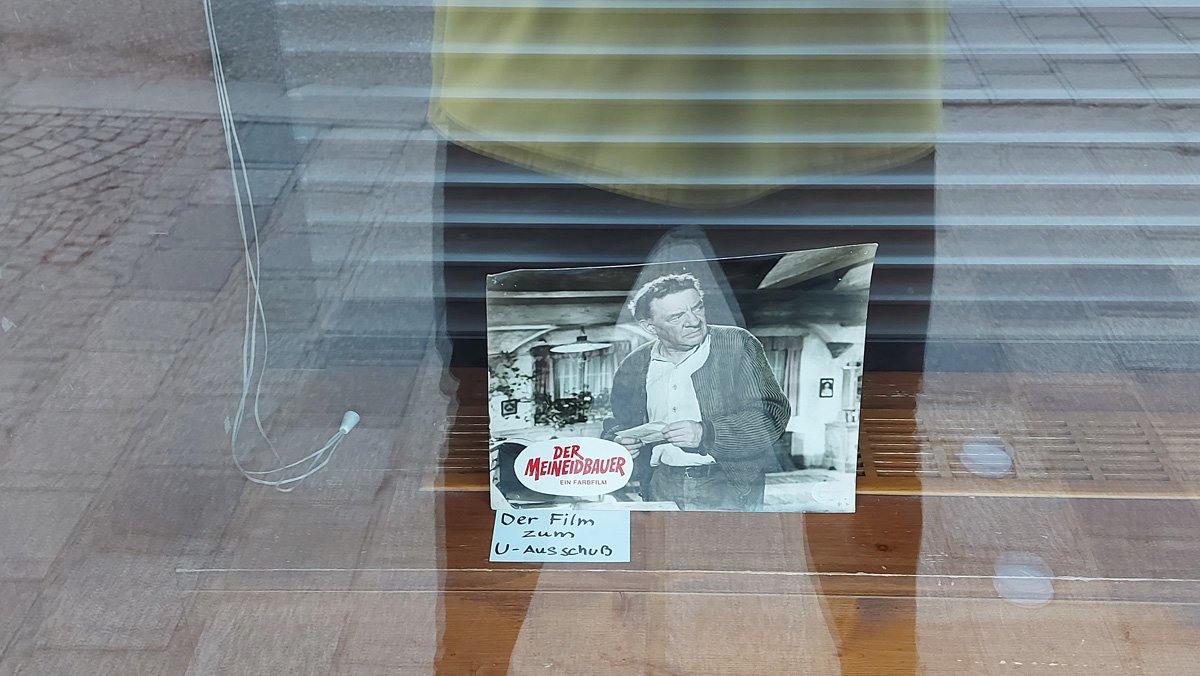 DER
MEINEIDBAUER
EIN FARBFILM
Der Film
zum
U-Ausschuß